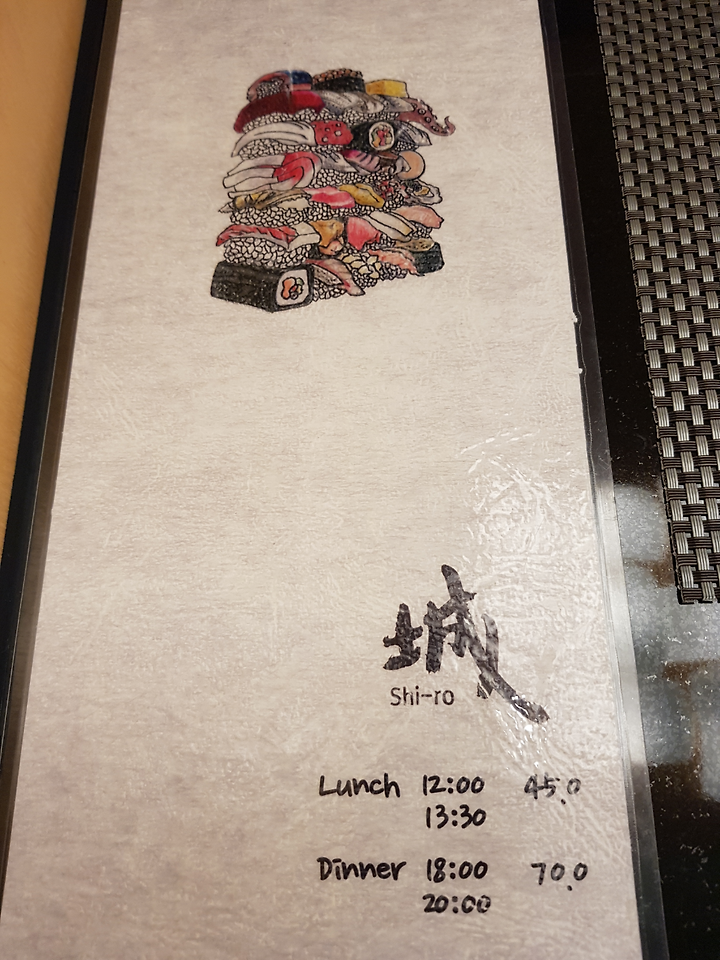 城
Shi-ro
Lunch 12:00 45.0
13:30
Dinner 18:00 70.0
20:00